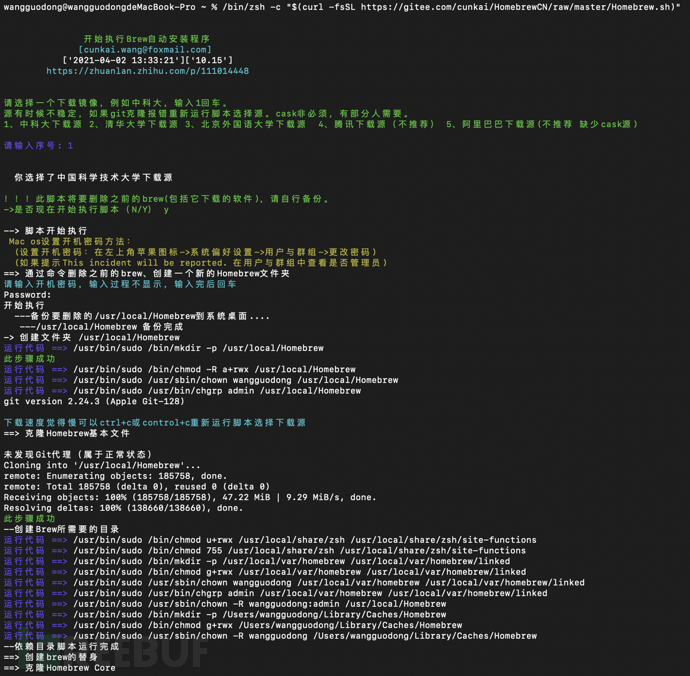 wangguodong@wangguodongdeMacBook-Pro ~ % /bin/zsh -c "$(curl -fsSL https://gitee.com/cunkai/HomebrewCN/raw/master/Homebrew.sh)"
开始执行Brew自动安装程序
[cunkai.wang@foxmail.com]
['2021-04-02 13:33:21']['10.15']
https://zhuanlan.zhihu.com/p/111014448
请选择一个下载镜像，例如中科大，输入1回车。
源有时候不稳定，如果git克隆报错重新运行脚本选择源。cask非必须，有部分人需要。
1、中科大下载源 2、清华大学下载源 3、北京外国语大学下载源 4、腾讯下载源（不推荐） 5、阿里巴巴下载源(不推荐 缺少cask源)
请输入序号: 1
你选择了中国科学技术大学下载源
！！！此脚本将要删除之前的brew(包括它下载的软件)，请自行备份。
->是否现在开始执行脚本（N/Y） y
--> 脚本开始执行
Mac os设置开机密码方法：
(设置开机密码：在左上角苹果图标->系统偏好设置->用户与群组->更改密码)
(如果提示This incident will be reported. 在用户与群组中查看是否管理员)
==> 通过命令删除之前的brew、创建一个新的Homebrew文件夹
请输入开机密码，输入过程不显示，输入完后回车
Password:
开始执行
---备份要删除的/usr/local/Homebrew到系统桌面....
---/usr/local/Homebrew 备份完成
-> 创建文件夹 /usr/local/Homebrew
运行代码 ==> /usr/bin/sudo /bin/mkdir -p /usr/local/Homebrew
此步骤成功
运行代码 ==> /usr/bin/sudo /bin/chmod -R a+rwx /usr/local/Homebrew
运行代码 ==> /usr/bin/sudo /usr/sbin/chown wangguodong /usr/local/Homebrew
运行代码 ==> /usr/bin/sudo /usr/bin/chgrp admin /usr/local/Homebrew
git version 2.24.3 (Apple Git-128)
下载速度觉得慢可以ctrl+c或control+c重新运行脚本选择下载源
==> 克隆Homebrew基本文件
未发现Git代理（属于正常状态）
Cloning into '/usr/local/Homebrew'...
remote: Enumerating objects: 185758, done.
remote: Total 185758 (delta 0), reused 0 (delta 0)
Receiving objects: 100% (185758/185758), 47.22 MiB | 9.29 MiB/s, done.
Resolving deltas: 100% (138660/138660), done.
此步骤成功
--创建Brew所需要的目录
运行代码 ==> /usr/bin/sudo /bin/chmod u+rwx /usr/local/share/zsh /usr/local/share/zsh/site-functions
运行代码 ==> /usr/bin/sudo /bin/chmod 755 /usr/local/share/zsh /usr/local/share/zsh/site-functions
运行代码 ==> /usr/bin/sudo /bin/mkdir -p /usr/local/var/homebrew /usr/local/var/homebrew/linked
运行代码 ==> /usr/bin/sudo /bin/chmod g+rwx /usr/local/var/homebrew /usr/local/var/homebrew/linked
运行代码 ==> /usr/bin/sudo /usr/sbin/chown wangguodong /usr/local/var/homebrew /usr/local/var/homebrew/linked
运行代码 ==> /usr/bin/sudo /usr/bin/chgrp admin /usr/local/var/homebrew /usr/local/var/homebrew/linked
运行代码 ==> /usr/bin/sudo /usr/sbin/chown -R wangguodong:admin /usr/local/Homebrew
运行代码 ==> /usr/bin/sudo /bin/mkdir -p /Users/wangguodong/Library/Caches/Homebrew
运行代码 ==> /usr/bin/sudo /bin/chmod g+rwx /Users/wangguodong/Library/Caches/Homebrew
运行代码 ==> /usr/bin/sudo /usr/sbin/chown -R wangguodong /Users/wangguodong/Library/Caches/Homebrew
--依赖目录脚本运行完成
==> 创建brew的替身
==> 克隆Homebrew Core